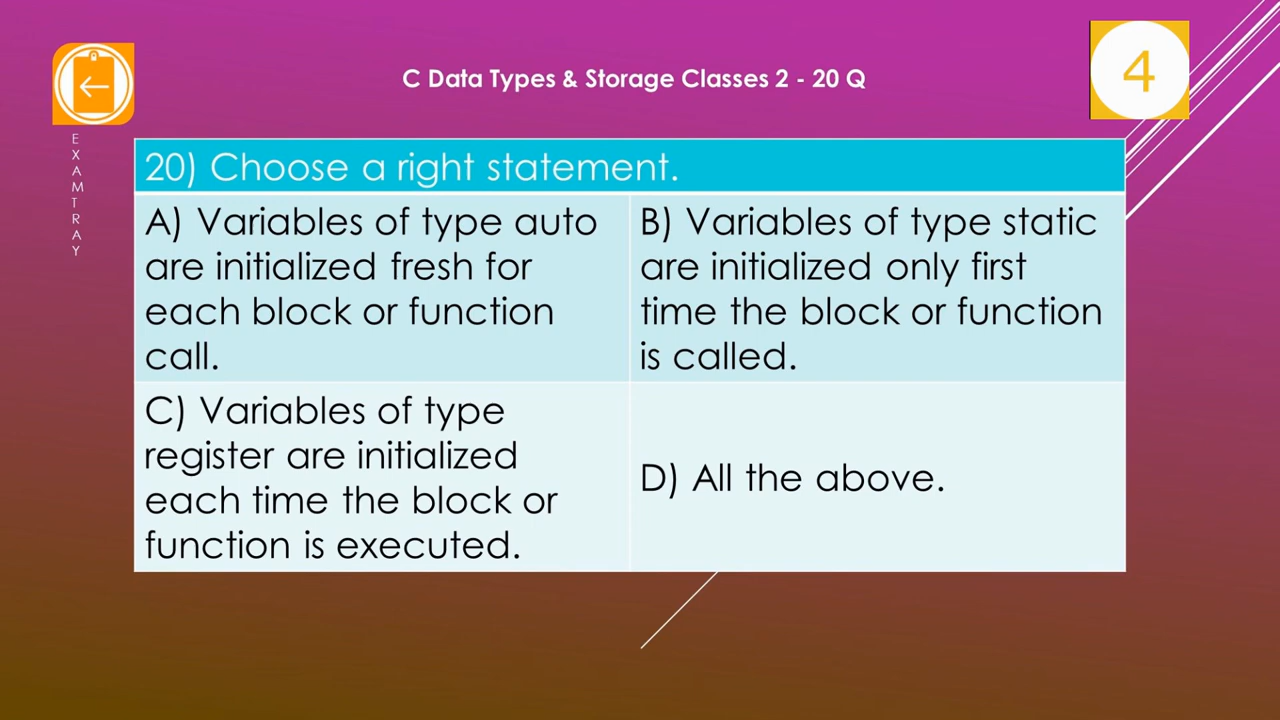 C Data Types & Storage Classes 2 - 20 Q
4
EXAMTRAY
20) Choose a right statement.
A) Variables of type auto
are initialized fresh for
each block or function
call.
B) Variables of type static
are initialized only first
time the block or function
is called.
C) Variables of type
register are initialized
each time the block or
function is executed.
D) All the above.